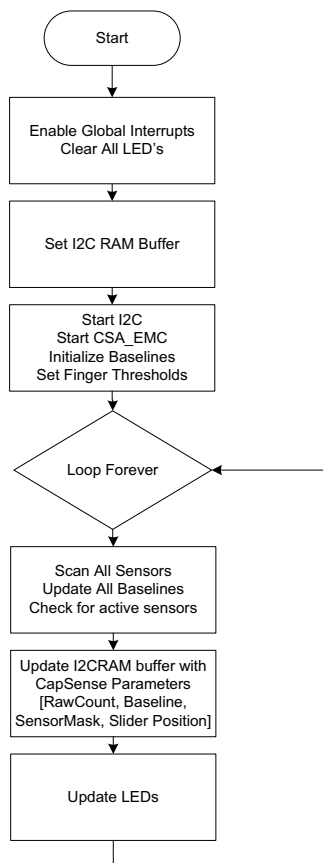 Start
Enable Global Interrupts
Clear All LED's
Set I2C RAM Buffer
Start I2C
Start CSA_EMC
Initialize Baselines
Set Finger Thresholds
Loop Forever
Scan All Sensors
Update All Baselines
Check for active sensors
Update I2CRAM buffer with
CapSense Parameters
[RawCount, Baseline,
SensorMask, Slider Position]
Update LEDs